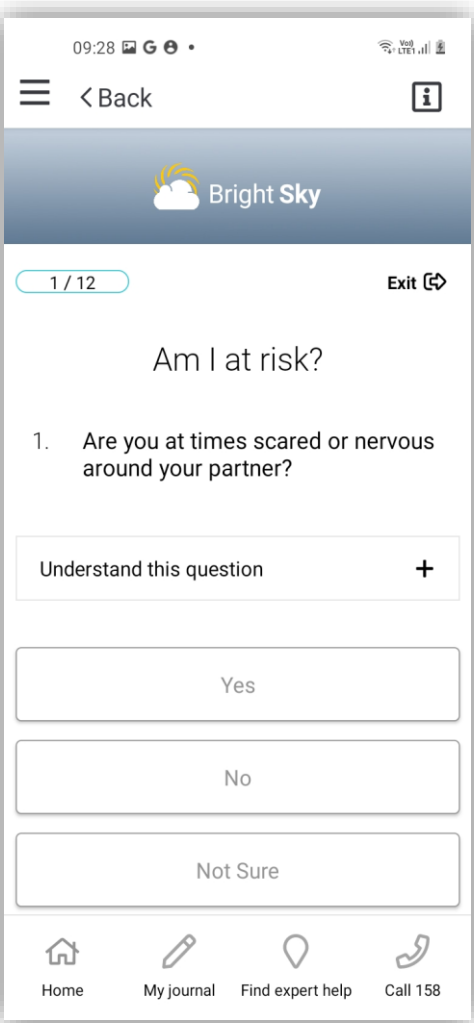 09:28
Back
Bright Sky
1 / 12
Exit
Am I at risk?
1. Are you at times scared or nervous
around your partner?
Understand this question +
Yes
No
Not Sure
Home My journal Find expert help Call 158